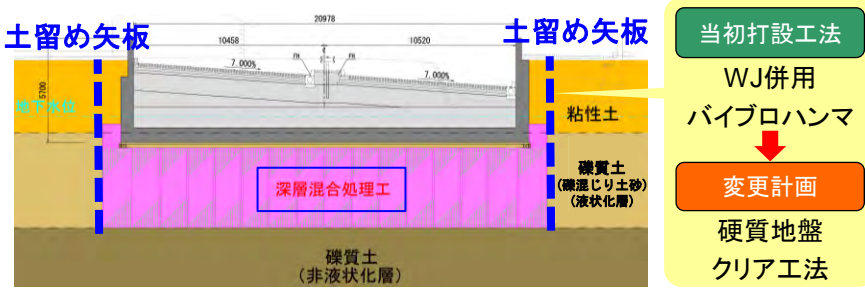 20978
土留め矢板
土留め矢板
10458
10520
FH
FH
7.000%
7.000%
5700
地下水位
粘性土
礫質土
(礫混じり土砂)
(液状化層)
深層混合処理工
礫質土
(非液状化層)
当初打設工法
WJ併用
バイブロハンマ
変更計画
硬質地盤
クリア工法